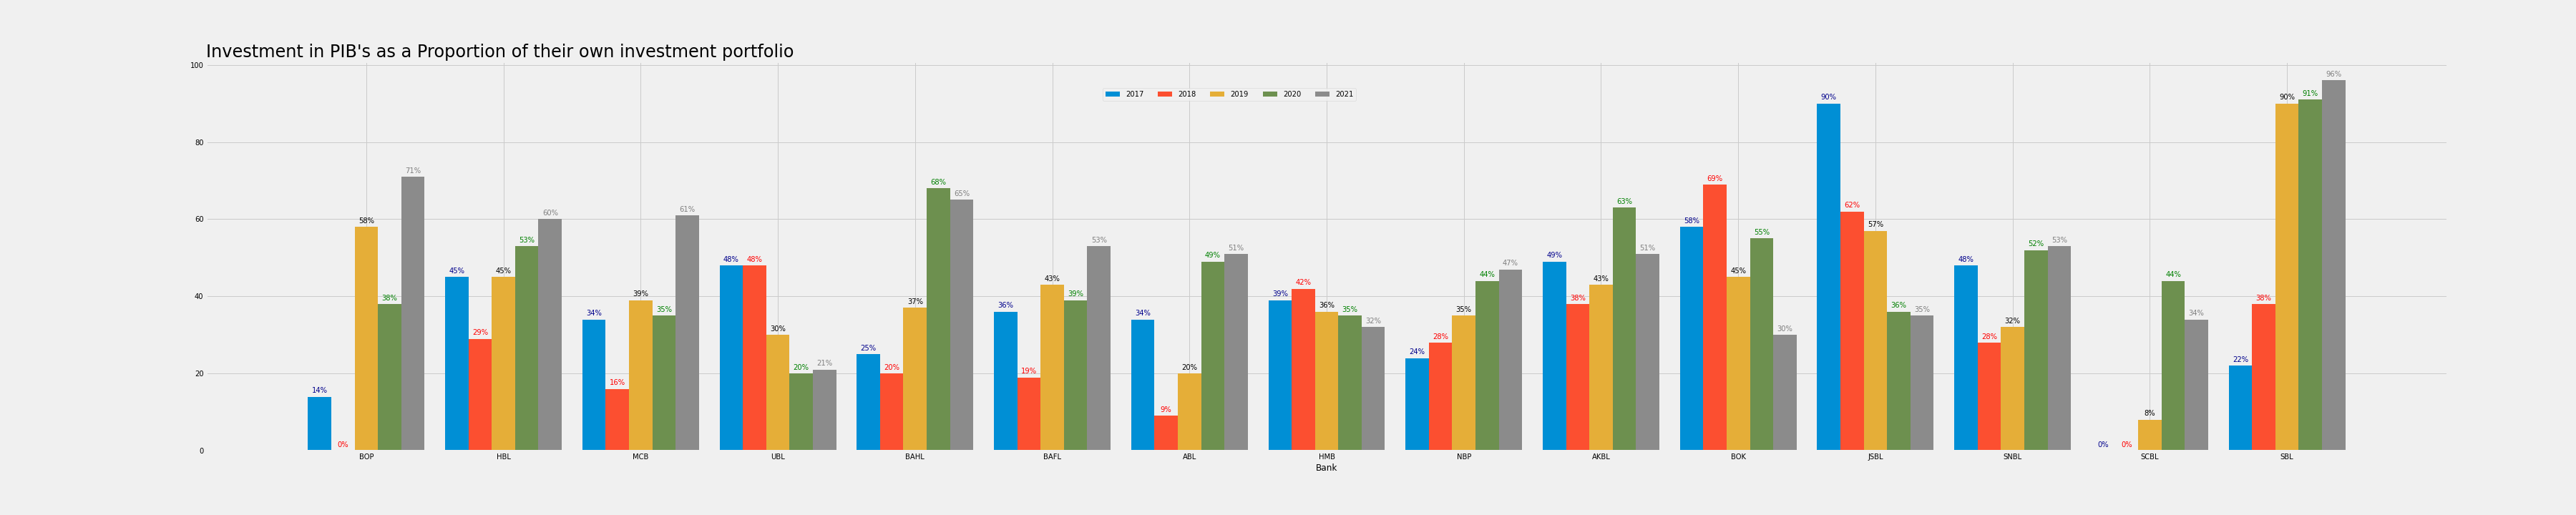 Investment in PIB's as a Proportion of their own investment portfolio
100
80
60
40
20
0
2017 2018 2019 2020 2021
14% 0% 58% 38% 71%
45% 29% 45% 53% 60%
34% 16% 39% 35% 61%
48% 48% 30% 20% 21%
25% 20% 37% 68% 65%
36% 19% 43% 39% 53%
34% 9% 20% 49% 51%
39% 42% 36% 35% 32%
24% 28% 35% 44% 47%
49% 38% 43% 63% 51%
58% 69% 45% 55% 30%
90% 62% 57% 36% 35%
48% 28% 32% 52% 53%
0% 0% 8% 44% 34%
22% 38% 90% 91% 96%
BOP HBL MCB UBL BAHL BAFL ABL HMB NBP AKBL BOK JSBL SNBL SCBL SBL
Bank